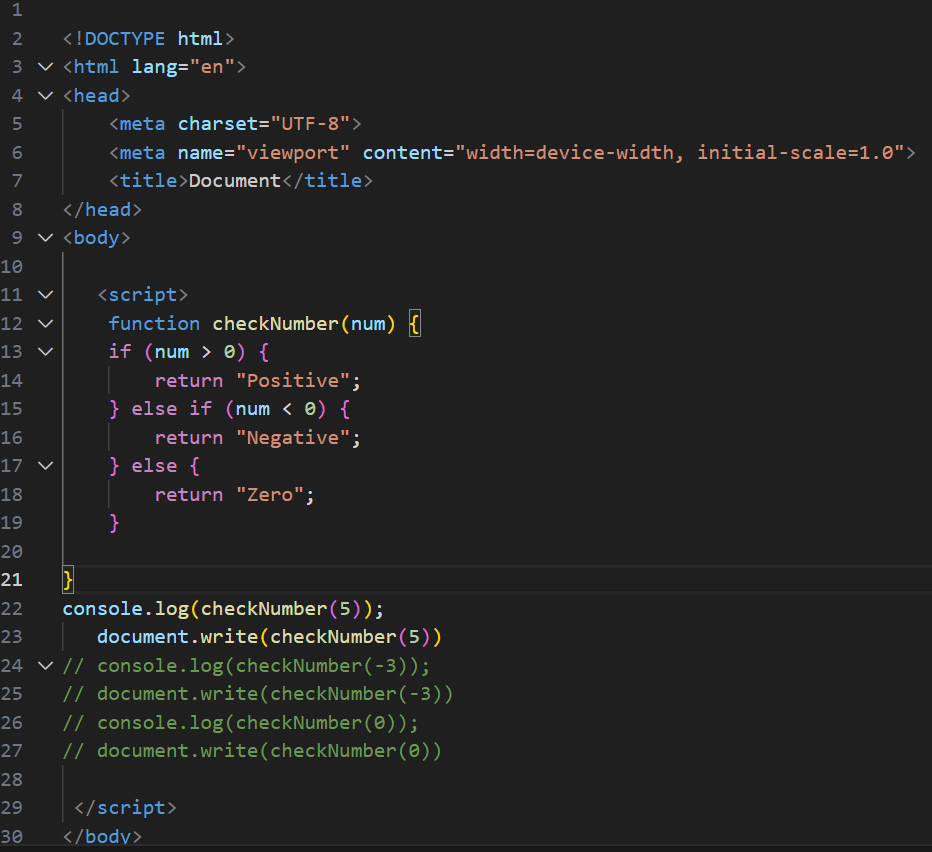 1
2 <!DOCTYPE html>
3 <html lang="en">
4 <head>
5     <meta charset="UTF-8">
6     <meta name="viewport" content="width=device-width, initial-scale=1.0">
7     <title>Document</title>
8 </head>
9 <body>
10
11    <script>
12     function checkNumber(num) {
13     if (num > 0) {
14         return "Positive";
15     } else if (num < 0) {
16         return "Negative";
17     } else {
18         return "Zero";
19     }
20
21 }
22 console.log(checkNumber(5));
23    document.write(checkNumber(5))
24 // console.log(checkNumber(-3));
25 // document.write(checkNumber(-3))
26 // console.log(checkNumber(0));
27 // document.write(checkNumber(0))
28
29  </script>
30 </body>